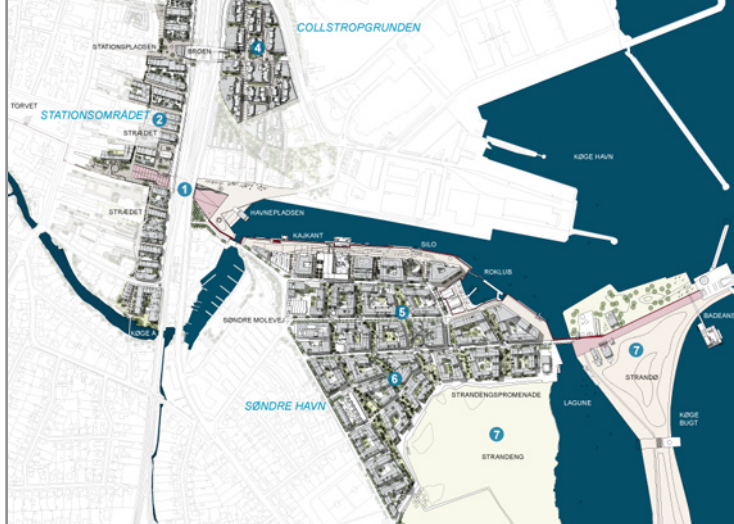 COLLSTROPGRUNDEN
STATIONSPLADSEN
BROEN
4
TORVET
STATIONSOMRÅDET
2
STRÆDET
KØGE HAVN
1
STRÆDET
HAVNEPLADSEN
KAJKANT
SILO
ROKLUB
5
SØNDRE MOLEVEJ
KØGE Å
BADEANS
7
6
STRANDØ
SØNDRE HAVN
STRANDENGSPROMENADE
LAGUNE
KØGE
BUGT
7
STRANDENG